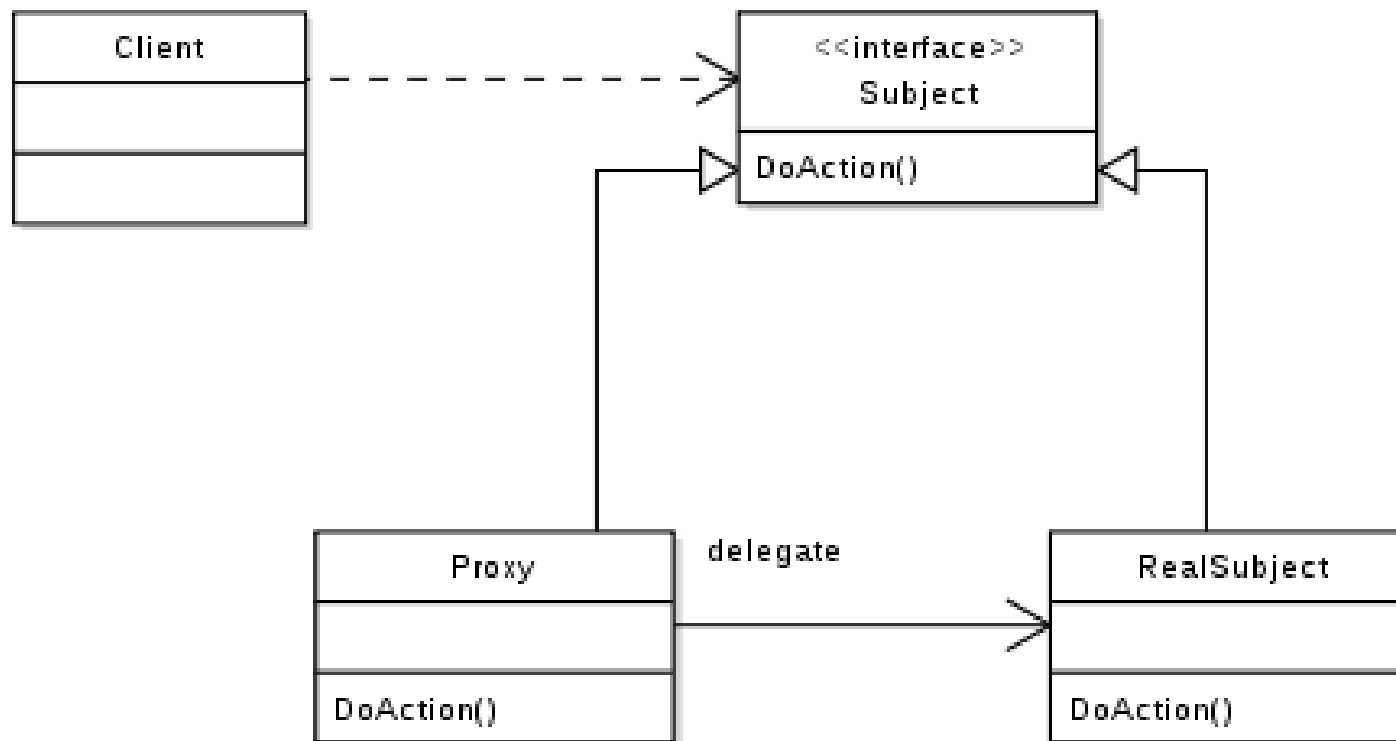 Client
<<interface>>
Subject
DoAction()
Proxy
delegate
RealSubject
DoAction()
DoAction()